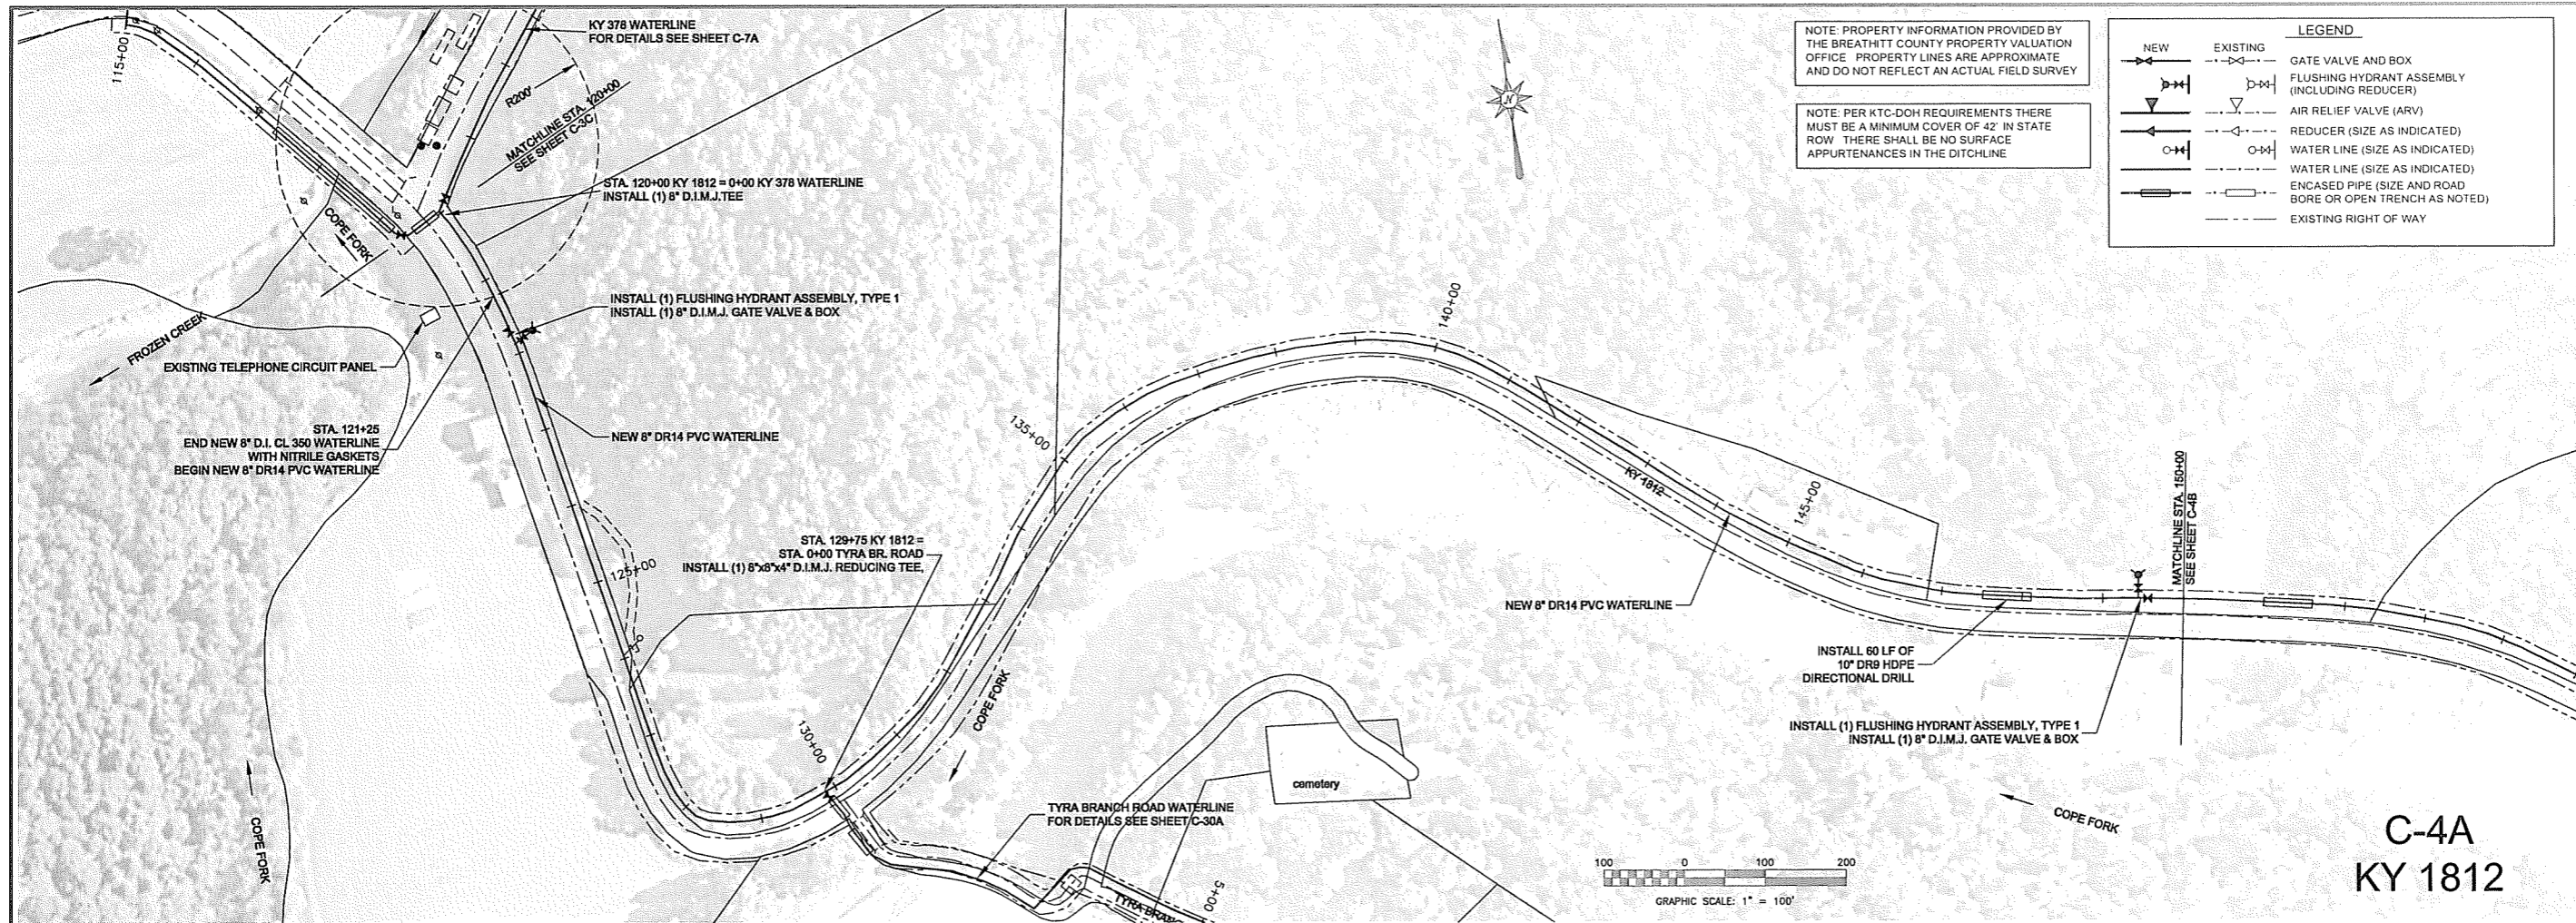 115+00
KY 378 WATERLINE
FOR DETAILS SEE SHEET C-7A
R200'
MATCHLINE STA. 120+00
SEE SHEET C-3C
STA. 120+00 KY 1812 = 0+00 KY 378 WATERLINE
INSTALL (1) 8" D.I.M.J.TEE
COPE FORK
INSTALL (1) FLUSHING HYDRANT ASSEMBLY, TYPE 1
INSTALL (1) 8" D.I.M.J. GATE VALVE & BOX
FROZEN CREEK
EXISTING TELEPHONE CIRCUIT PANEL
STA. 121+25
END NEW 8" D.I. CL 350 WATERLINE
WITH NITRILE GASKETS
BEGIN NEW 8" DR14 PVC WATERLINE
NEW 8" DR14 PVC WATERLINE
125+00
STA. 129+75 KY 1812 =
STA. 0+00 TYRA BR. ROAD
INSTALL (1) 8"x8"x4" D.I.M.J. REDUCING TEE,
130+00
COPE FORK
COPE FORK
135+00
140+00
KY 1812
145+00
NEW 8" DR14 PVC WATERLINE
MATCHLINE STA. 150+00
SEE SHEET C-4B
INSTALL 60 LF OF
10" DR9 HDPE
DIRECTIONAL DRILL
INSTALL (1) FLUSHING HYDRANT ASSEMBLY, TYPE 1
INSTALL (1) 8" D.I.M.J. GATE VALVE & BOX
cemetery
TYRA BRANCH ROAD WATERLINE
FOR DETAILS SEE SHEET C-30A
TYRA BRANC
5+00
COPE FORK
N
NOTE: PROPERTY INFORMATION PROVIDED BY
THE BREATHITT COUNTY PROPERTY VALUATION
OFFICE PROPERTY LINES ARE APPROXIMATE
AND DO NOT REFLECT AN ACTUAL FIELD SURVEY
NOTE: PER KTC-DOH REQUIREMENTS THERE
MUST BE A MINIMUM COVER OF 42' IN STATE
ROW THERE SHALL BE NO SURFACE
APPURTENANCES IN THE DITCHLINE
LEGEND
NEW EXISTING
GATE VALVE AND BOX
FLUSHING HYDRANT ASSEMBLY
(INCLUDING REDUCER)
AIR RELIEF VALVE (ARV)
REDUCER (SIZE AS INDICATED)
WATER LINE (SIZE AS INDICATED)
WATER LINE (SIZE AS INDICATED)
ENCASED PIPE (SIZE AND ROAD
BORE OR OPEN TRENCH AS NOTED)
EXISTING RIGHT OF WAY
100 0 100 200
GRAPHIC SCALE: 1" = 100'
C-4A
KY 1812